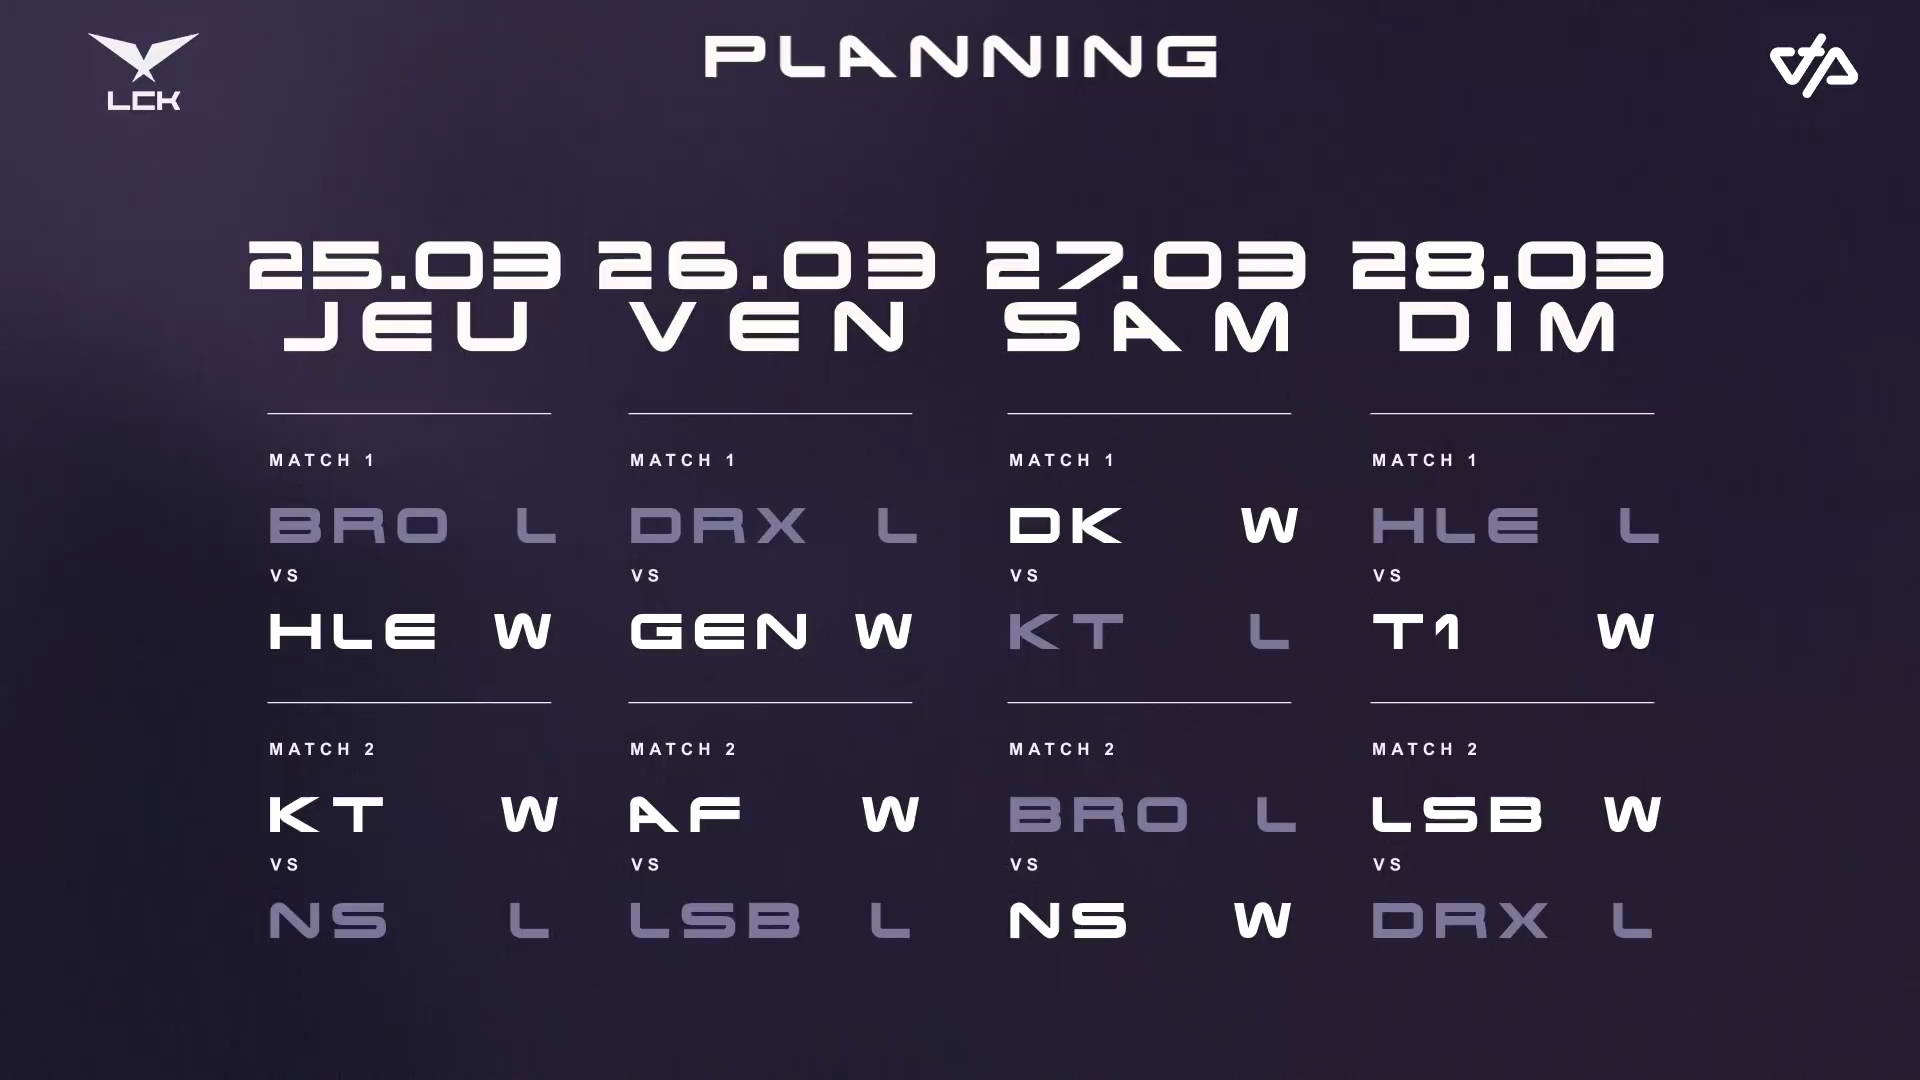 PLANNING
LCK
25.03 26.03 27.03 28.03
JEU VEN SAM DIM
MATCH 1 MATCH 1 MATCH 1 MATCH 1
BRO L DRX L DK W HLE L
VS VS VS VS
HLE W GEN W KT L T1 W
MATCH 2 MATCH 2 MATCH 2 MATCH 2
KT W AF W BRO L LSB W
VS VS VS VS
NS L LSB L NS W DRX L